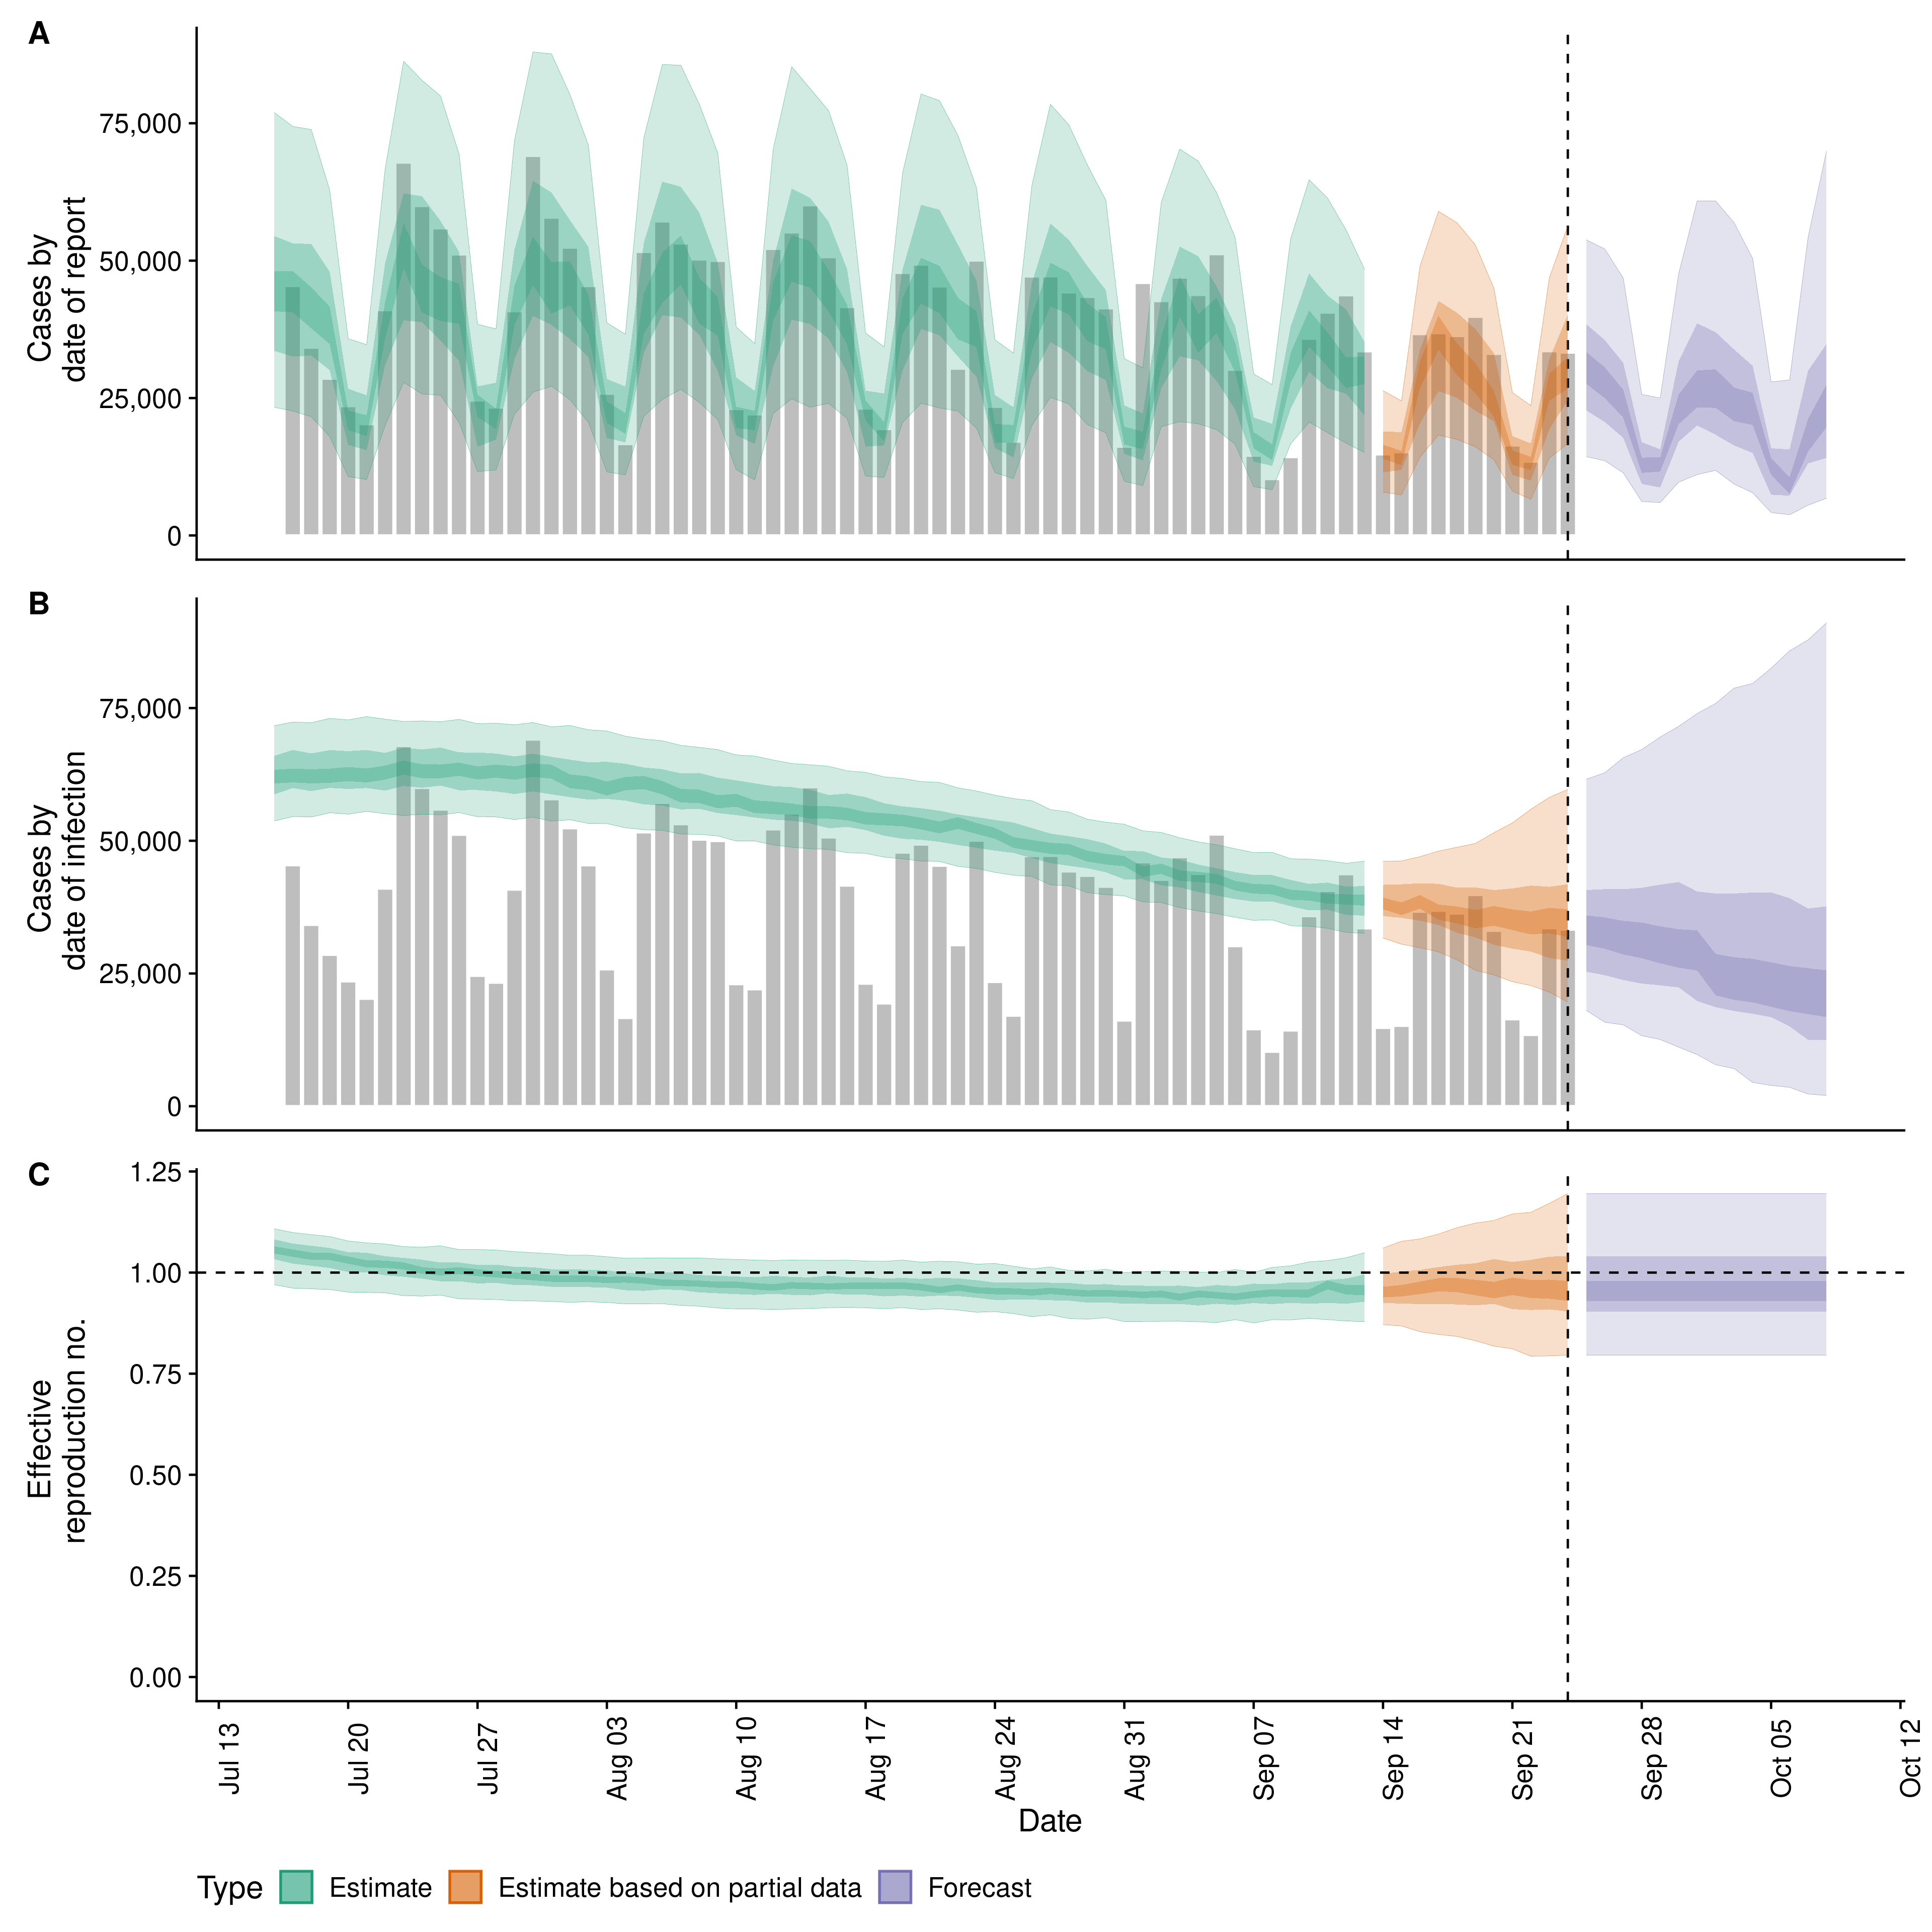 A
Cases by
date of report
75,000
50,000
25,000
0
B
Cases by
date of infection
75,000
50,000
25,000
0
C
Effective
reproduction no.
1.25
1.00
0.75
0.50
0.25
0.00
Jul 13
Jul 20
Jul 27
Aug 03
Aug 10
Aug 17
Aug 24
Aug 31
Sep 07
Sep 14
Sep 21
Sep 28
Oct 05
Oct 12
Date
Type Estimate Estimate based on partial data Forecast